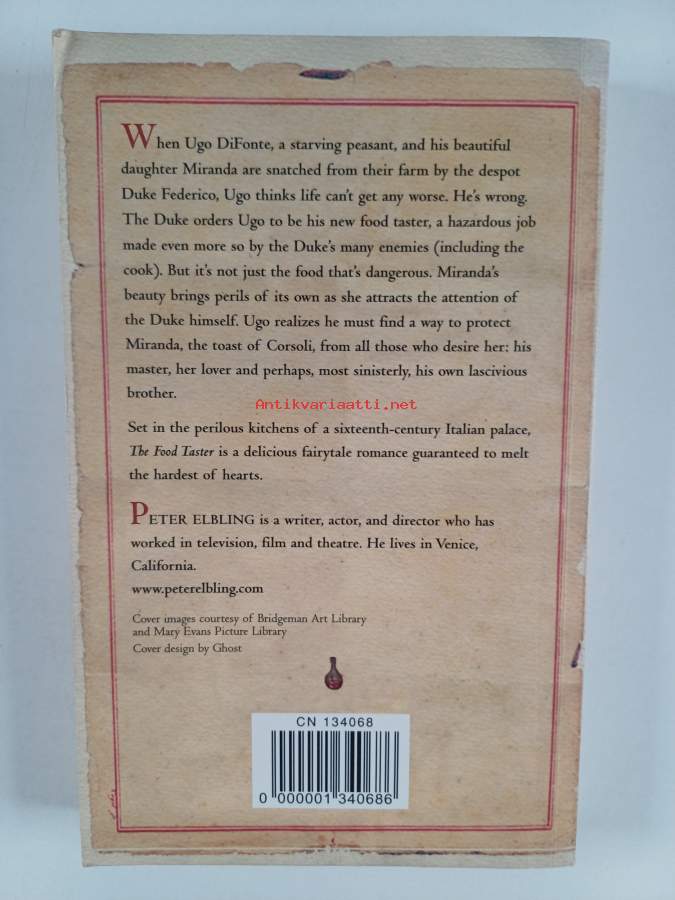 When Ugo DiFonte, a starving peasant, and his beautiful
daughter Miranda are snatched from their farm by the despot
Duke Federico, Ugo thinks life can't get any worse. He's wrong.
The Duke orders Ugo to be his new food taster, a hazardous job
made even more so by the Duke's many enemies (including the
cook). But it's not just the food that's dangerous. Miranda's
beauty brings perils of its own as she attracts the attention of
the Duke himself. Ugo realizes he must find a way to protect
Miranda, the toast of Corsoli, from all those who desire her: his
master, her lover and perhaps, most sinisterly, his own lascivious
brother.
Antikvariaatti.net
Set in the perilous kitchens of a sixteenth-century Italian palace,
The Food Taster is a delicious fairytale romance guaranteed to melt
the hardest of hearts.
PETER ELBLING is a writer, actor, and director who has
worked in television, film and theatre. He lives in Venice,
California.
www.peterelbling.com
Cover images courtesy of Bridgeman Art Library
and Mary Evans Picture Library
Cover design by Ghost
CN 134068
0 000001 340686